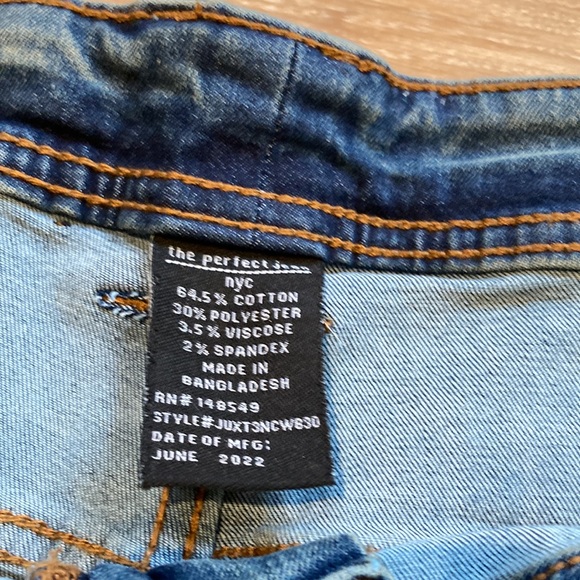 the perfect jean
nyc
64.5% COTTON
30% POLYESTER
3.5% VISCOSE
2% SPANDEX
MADE IN
BANGLADESH
RN# 148549
STYLE#JUXT3NCWB30
DATE OF MFG:
JUNE 2022